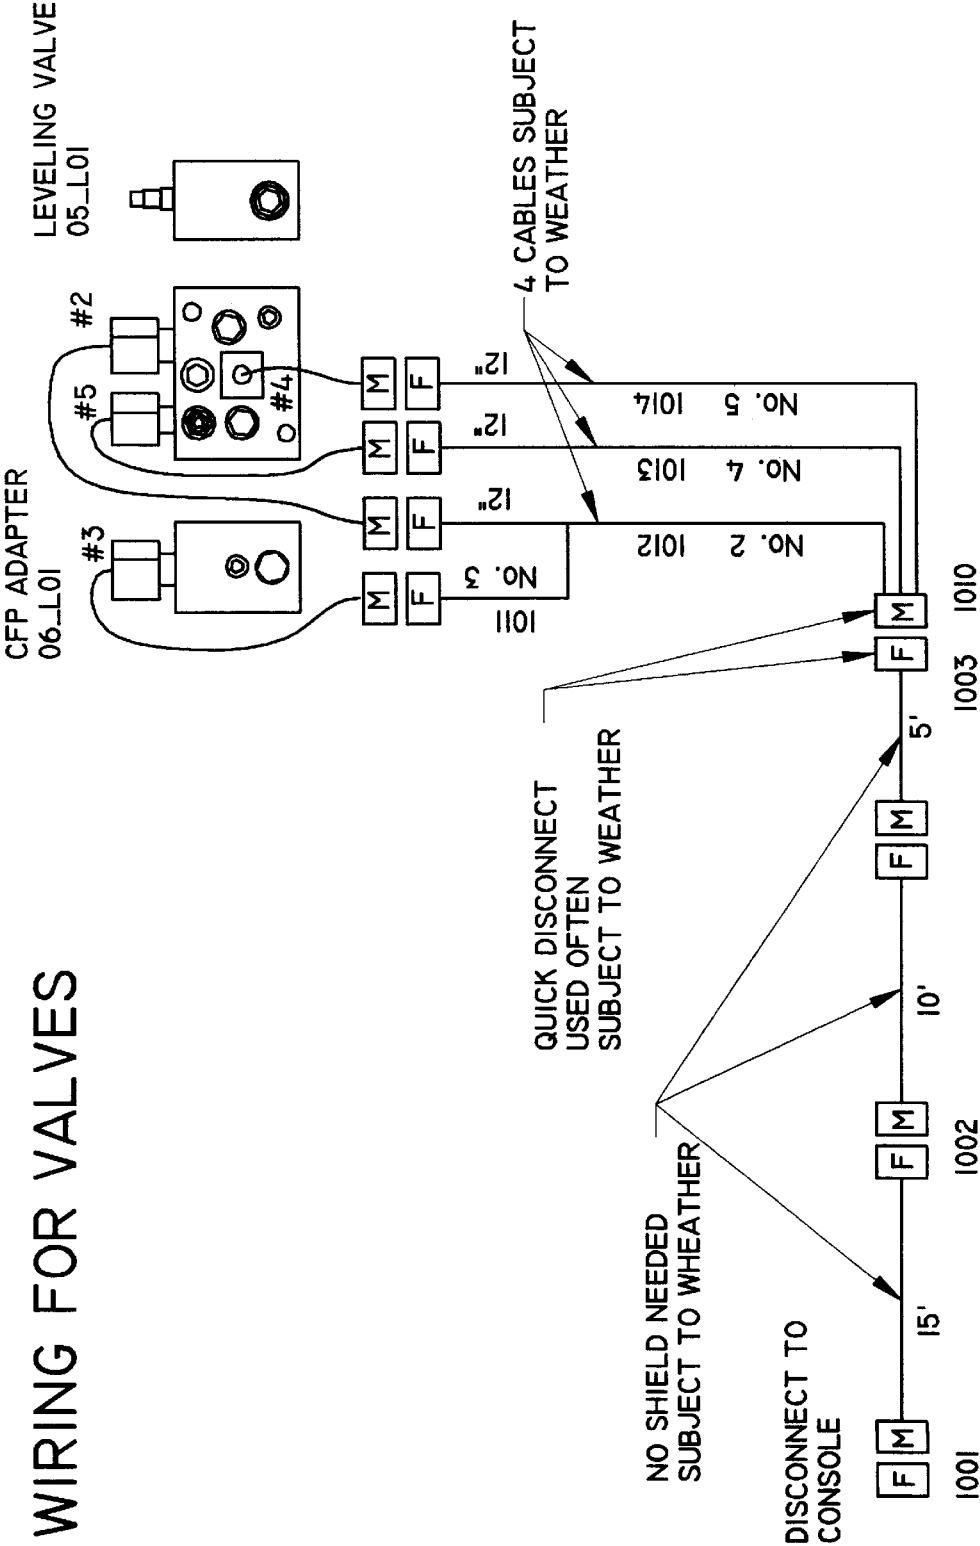 WIRING FOR VALVES
CFP ADAPTER
06_L01
LEVELING VALVE
05_L01
#3
#5
#2
#4
M
M
M
M
F
F
F
F
1011
No. 3
12"
1012
No. 2
12"
1013
No. 4
12"
1014
No. 5
4 CABLES SUBJECT
TO WEATHER
QUICK DISCONNECT
USED OFTEN
SUBJECT TO WEATHER
NO SHIELD NEEDED
SUBJECT TO WHEATHER
DISCONNECT TO
CONSOLE
F
M
F
M
F
M
F
M
15'
10'
5'
1001
1002
1003
1010